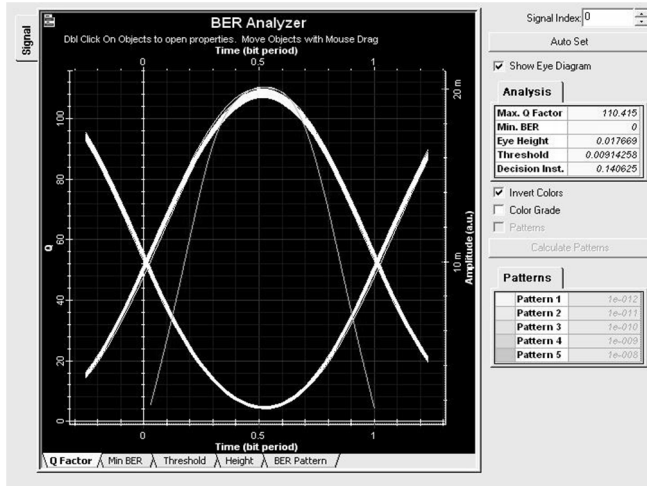 BER Analyzer
Dbl Click On Objects to open properties. Move Objects with Mouse Drag
Signal
Time (bit period)
0 0.5 1
Q
0 20 40 60 80 100
Amplitude (a.u.)
10 m 20 m
0 0.5 1
Time (bit period)
Q Factor Min BER Threshold Height BER Pattern
Signal Index: 0
Auto Set
Show Eye Diagram
Analysis
Max. Q Factor 110.415
Min. BER 0
Eye Height 0.017669
Threshold 0.00914258
Decision Inst. 0.140625
Invert Colors
Color Grade
Patterns
Calculate Patterns
Patterns
Pattern 1 1e-012
Pattern 2 1e-011
Pattern 3 1e-010
Pattern 4 1e-009
Pattern 5 1e-008